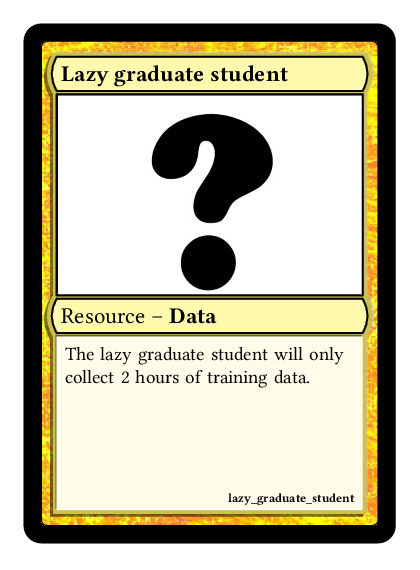 Lazy graduate student
?
Resource – Data
The lazy graduate student will only
collect 2 hours of training data.
lazy_graduate_student